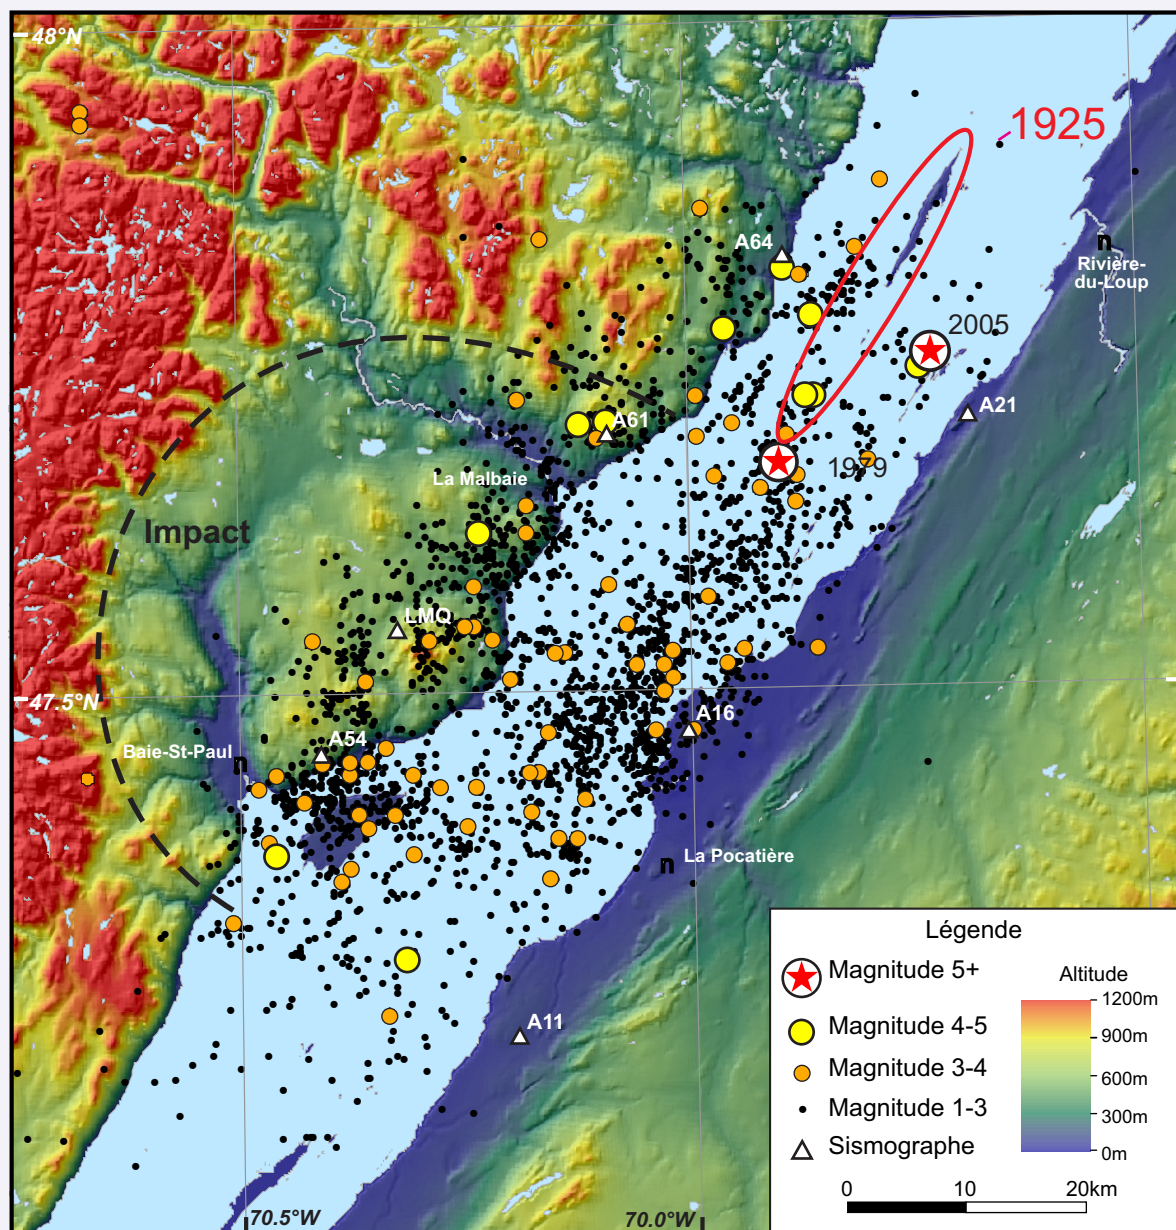 48°N
1925
A64
n
Rivière-
du-Loup
2005
A21
A61
1979
La Malbaie
n
Impact
LMQ
47.5°N
A16
A54
Baie-St-Paul
n
La Pocatière
n
A11
Légende
Magnitude 5+
Magnitude 4-5
Magnitude 3-4
Magnitude 1-3
Sismographe
Altitude
1200m
900m
600m
300m
0m
0 10 20km
70.5°W
70.0°W